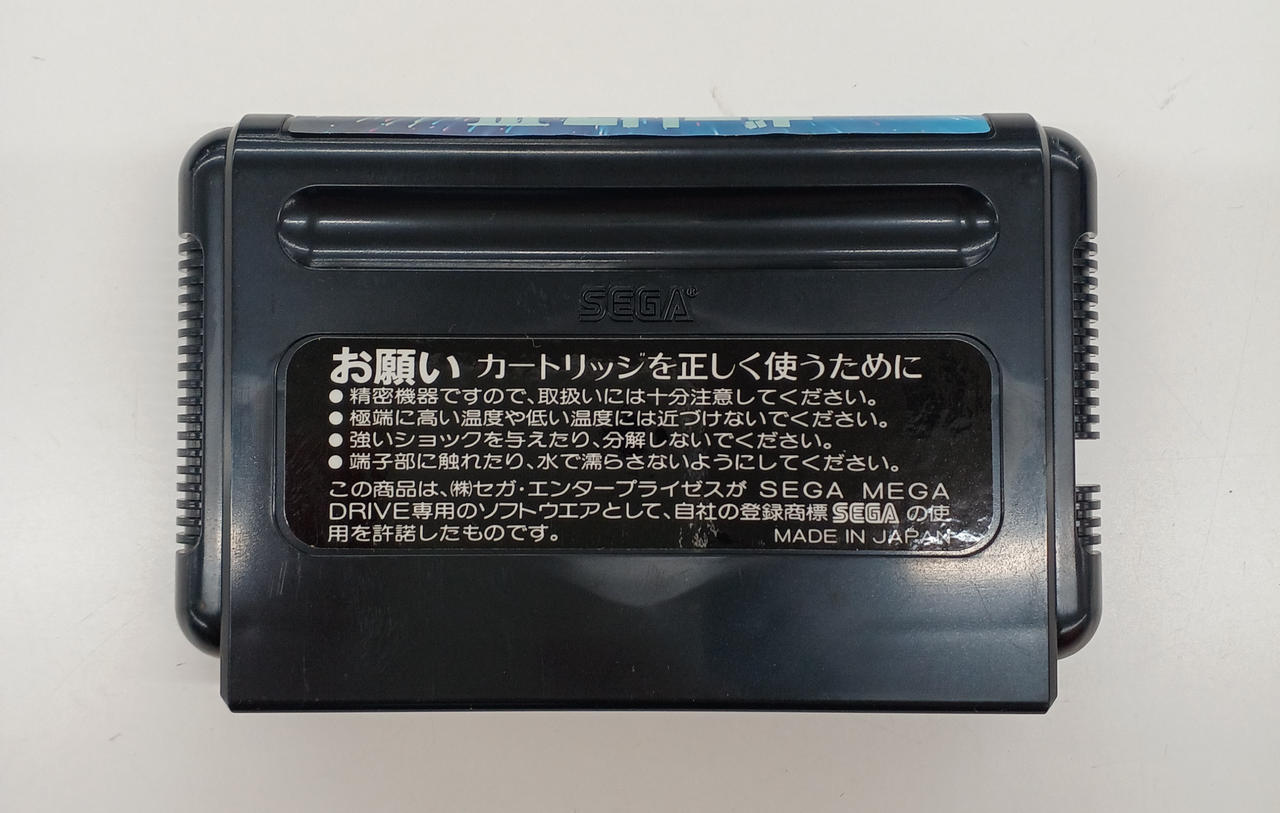 SEGA®
お願い カートリッジを正しく使うために
●精密機器ですので、取扱いには十分注意してください。
●極端に高い温度や低い温度には近づけないでください。
●強いショックを与えたり、分解しないでください。
●端子部に触れたり、水で濡らさないようにしてください。
この商品は、㈱セガ・エンタープライゼスが SEGA MEGA
DRIVE専用のソフトウエアとして、自社の登録商標 SEGA の使
用を許諾したものです。 MADE IN JAPAN